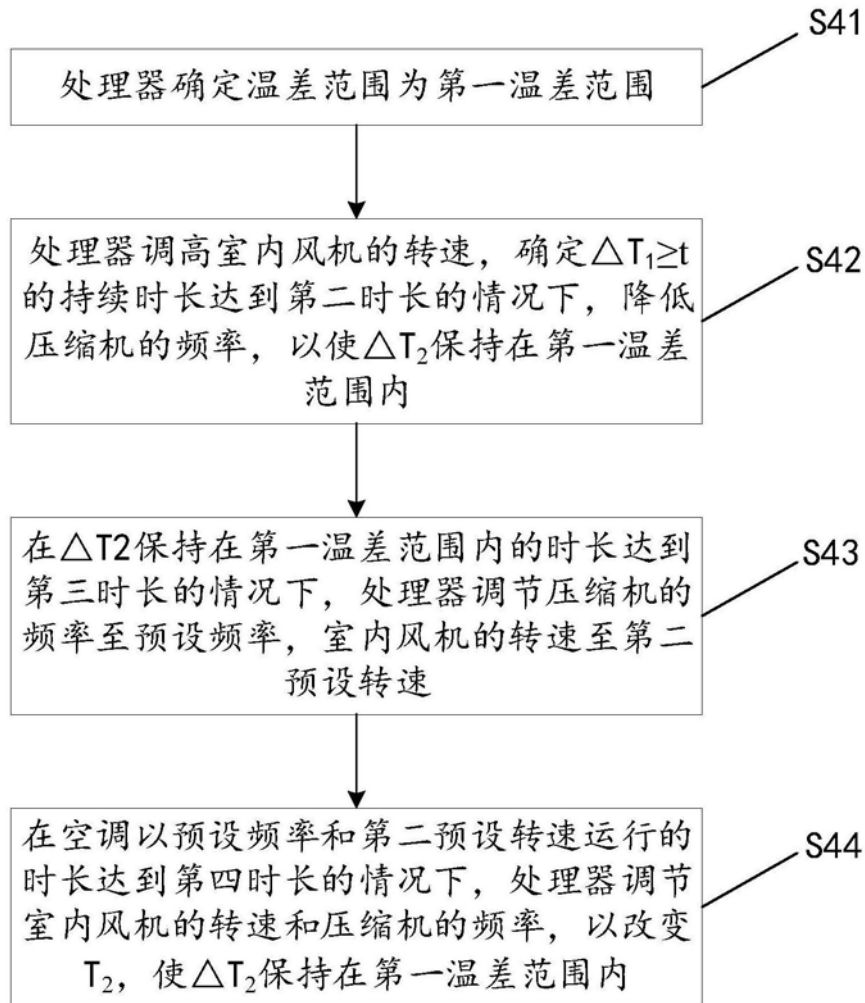 S41
处理器确定温差范围为第一温差范围
处理器调高室内风机的转速，确定△T₁≥t
的持续时长达到第二时长的情况下，降低
压缩机的频率，以使△T₂保持在第一温差
范围内
S42
在△T2保持在第一温差范围内的时长达到
第三时长的情况下，处理器调节压缩机的
频率至预设频率，室内风机的转速至第二
预设转速
S43
在空调以预设频率和第二预设转速运行的
时长达到第四时长的情况下，处理器调节
室内风机的转速和压缩机的频率，以改变
T₂，使△T₂保持在第一温差范围内
S44